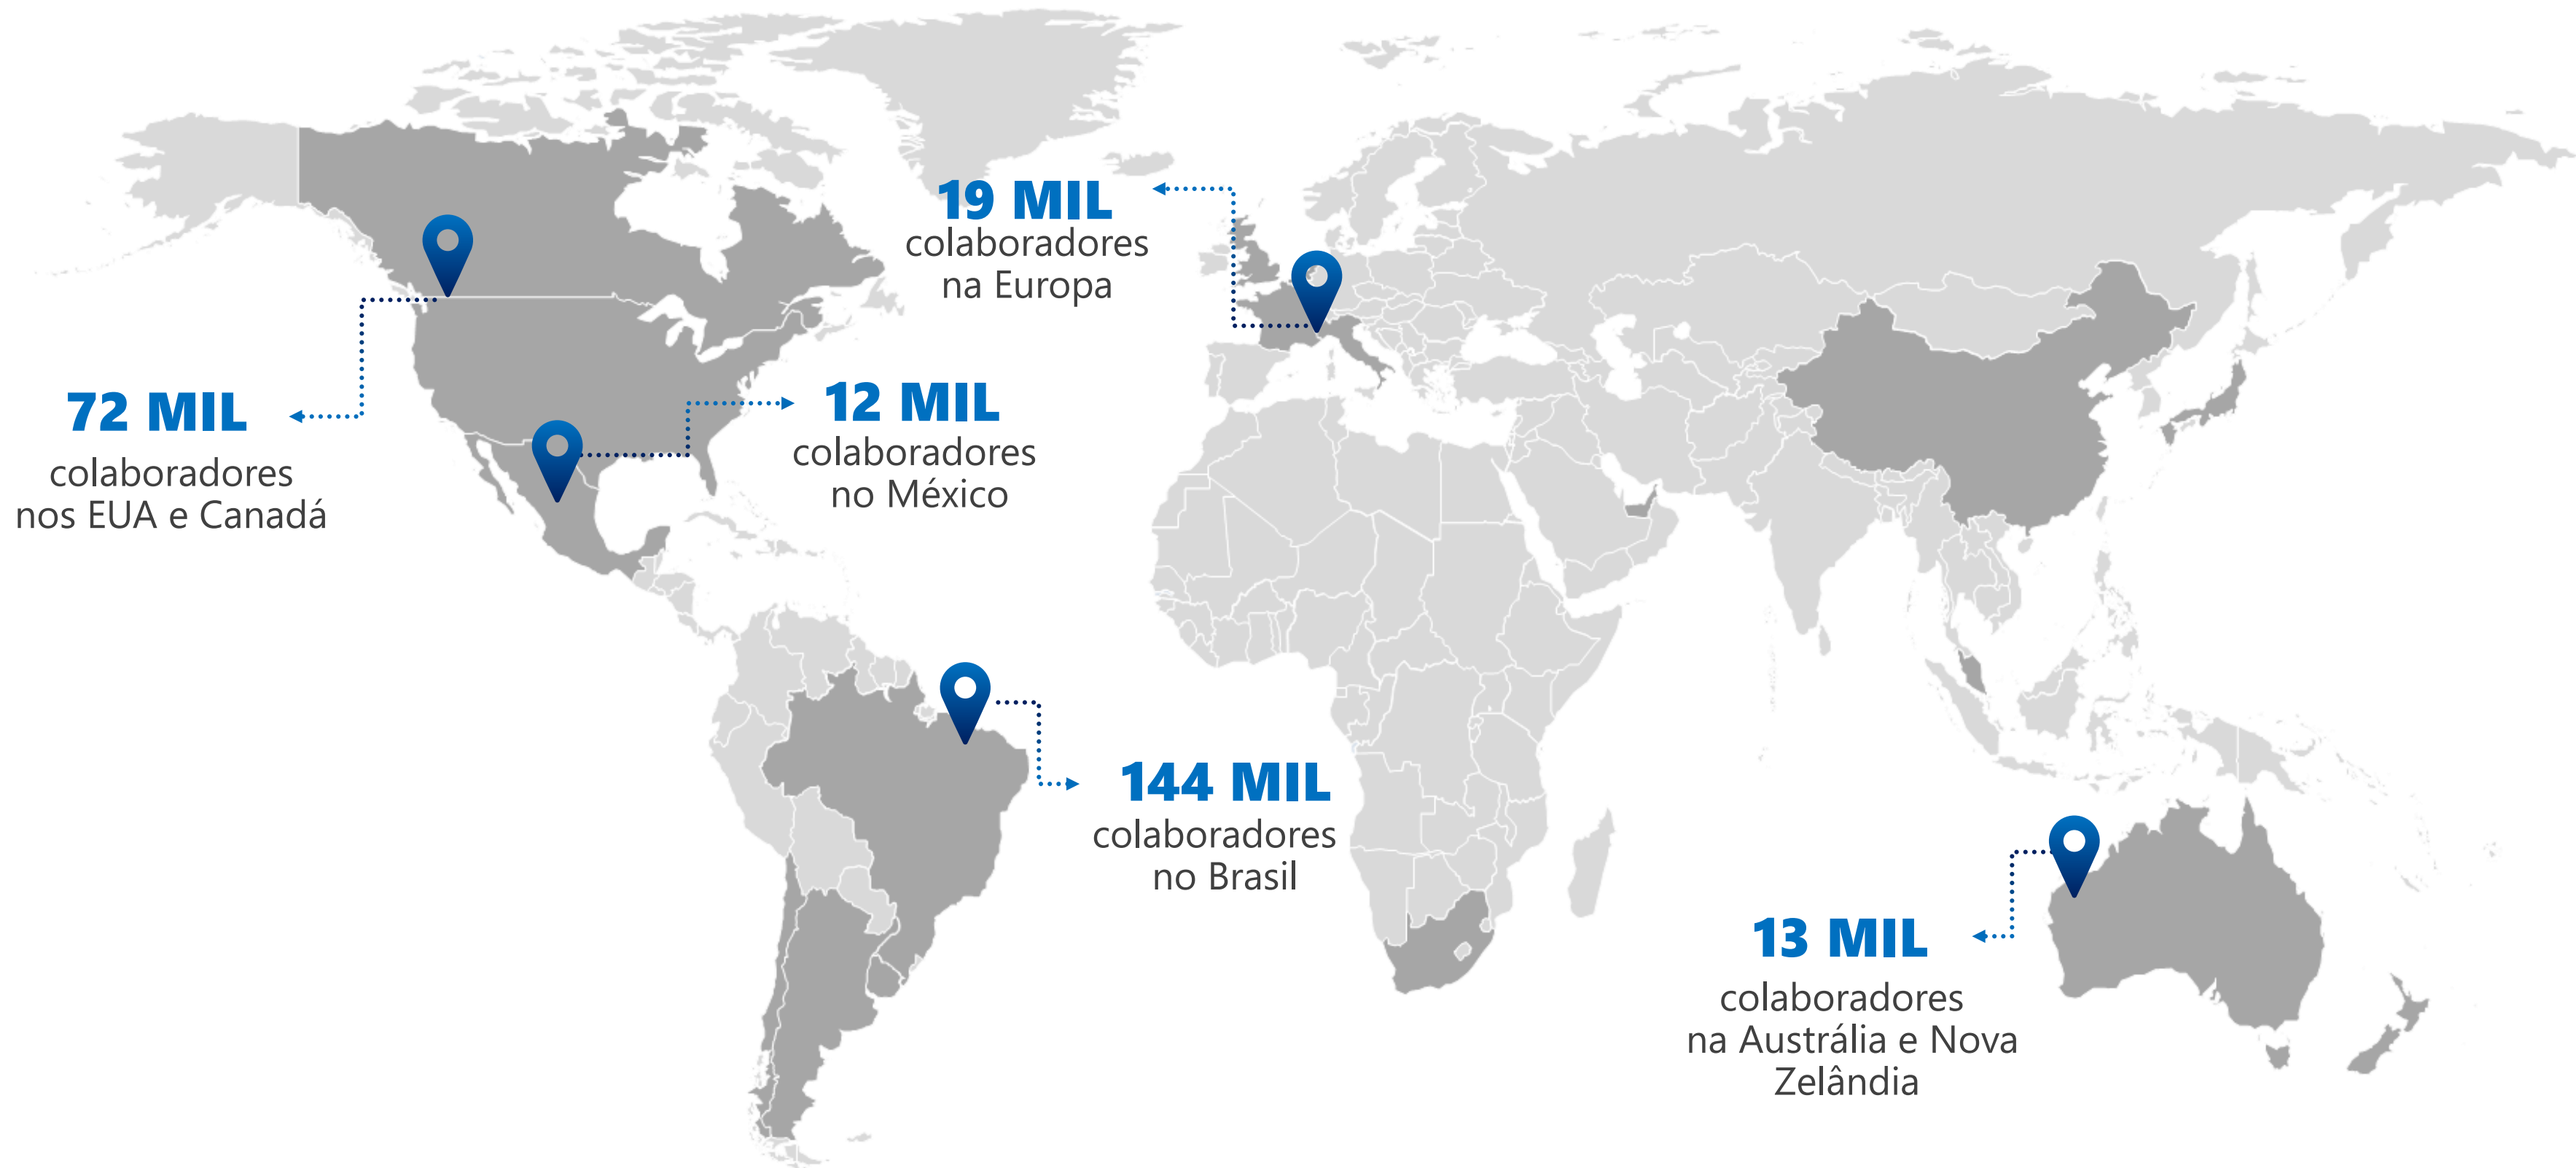 19 MIL
colaboradores
na Europa
72 MIL
colaboradores
nos EUA e Canadá
12 MIL
colaboradores
no México
144 MIL
colaboradores
no Brasil
13 MIL
colaboradores
na Austrália e Nova
Zelândia